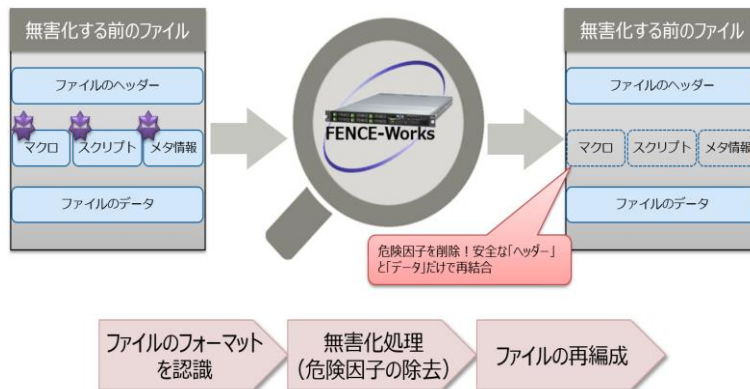 無害化する前のファイル
ファイルのヘッダー
マクロ
スクリプト
メタ情報
ファイルのデータ
FENCE-Works
無害化する前のファイル
ファイルのヘッダー
マクロ
スクリプト
メタ情報
ファイルのデータ
危険因子を削除！安全な「ヘッダー」
と「データ」だけで再結合
ファイルのフォーマット
を認識
無害化処理
(危険因子の除去)
ファイルの再編成